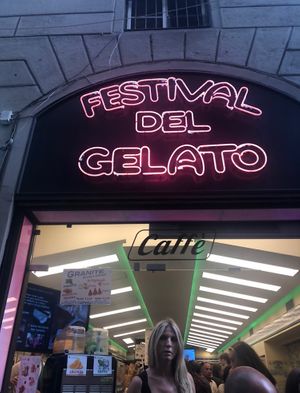 FESTIVAL
DEL
GELATO
Caffè
GRANITE